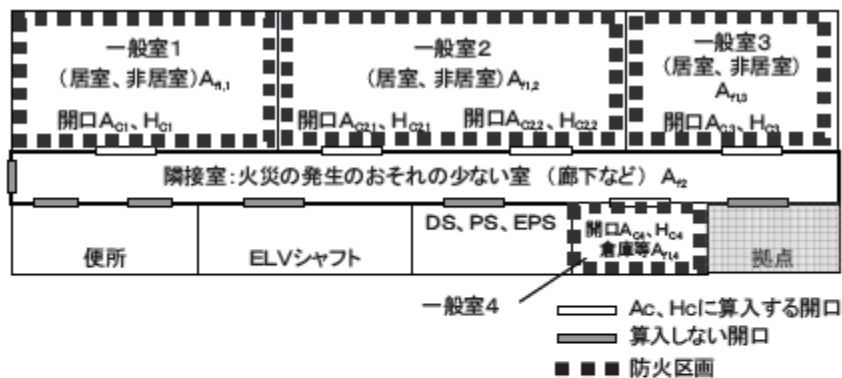 一般室1
(居室、非居室)Af1,1
開口AC1、HC1
一般室2
(居室、非居室)Af1,2
開口AC2,1、HC2,1
開口AC2,2、HC2,2
一般室3
(居室、非居室)
Af1,3
開口AC3、HC3
隣接室:火災の発生のおそれの少ない室 (廊下など) Af2
便所
ELVシャフト
DS、PS、EPS
開口AC4、HC4
倉庫等Af1,4
拠点
一般室4
Ac、Hcに算入する開口
算入しない開口
防火区画